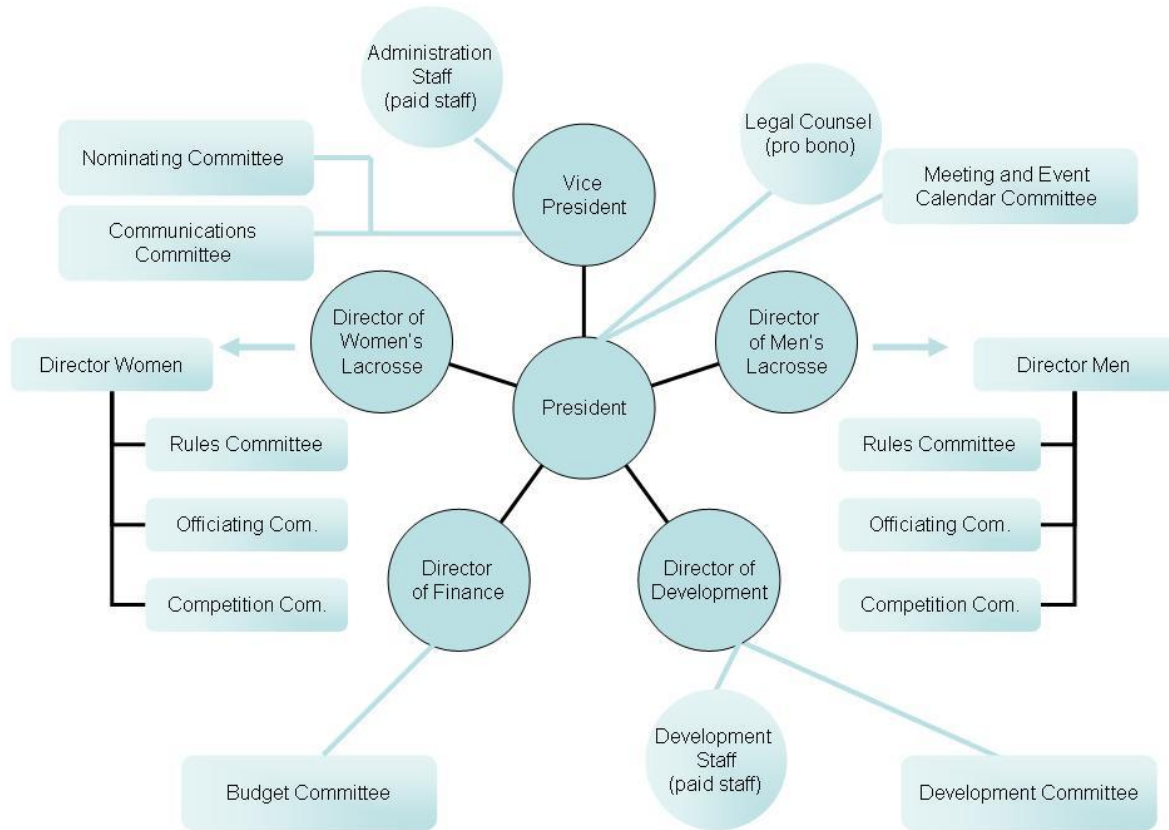 Administration
Staff
(paid staff)
Legal Counsel
(pro bono)
Nominating Committee
Vice
President
Meeting and Event
Calendar Committee
Communications
Committee
Director of
Women's
Lacrosse
Director
of Men's
Lacrosse
Director Women
Director Men
President
Rules Committee
Rules Committee
Officiating Com.
Officiating Com.
Director
of Finance
Director of
Development
Competition Com.
Competition Com.
Development
Staff
(paid staff)
Budget Committee
Development Committee